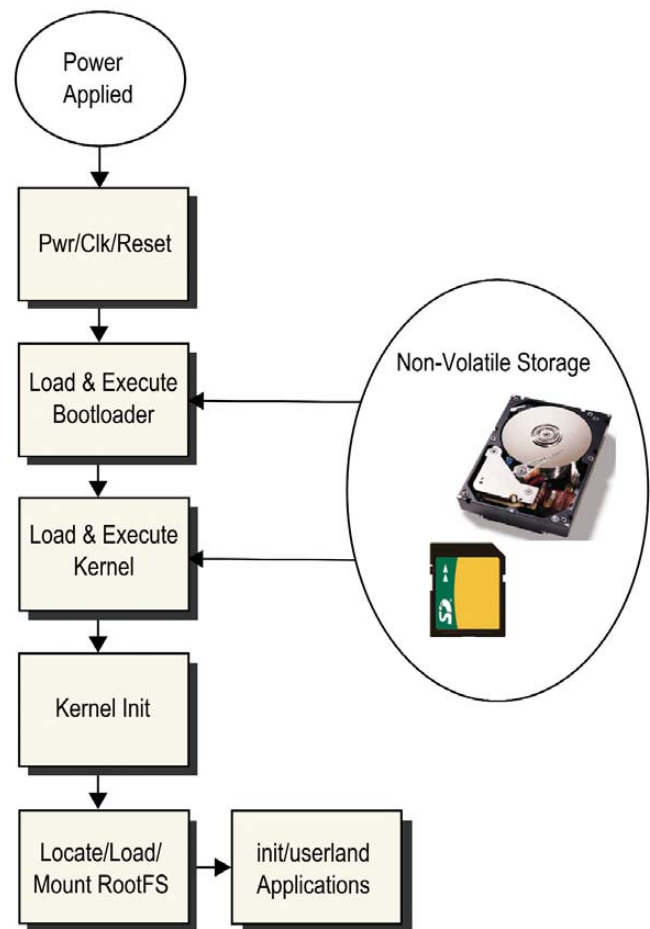 Power
Applied
Pwr/Clk/Reset
Load & Execute
Bootloader
Non-Volatile Storage
Load & Execute
Kernel
SD
Kernel Init
Locate/Load/
Mount RootFS
init/userland
Applications